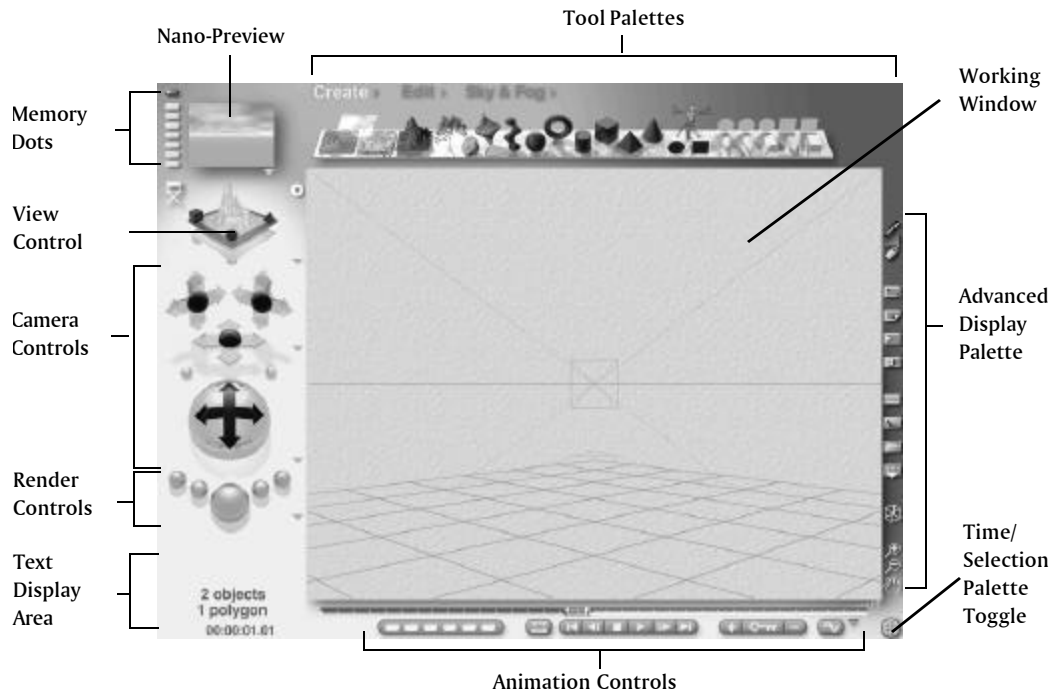 Tool Palettes
Nano-Preview
Working
Window
Memory
Dots
Create
Edit
Sky & Fog
View
Control
Camera
Controls
Advanced
Display
Palette
Render
Controls
Time/
Selection
Palette
Toggle
Text
Display
Area
2 objects
1 polygon
00:00:01.01
Animation Controls